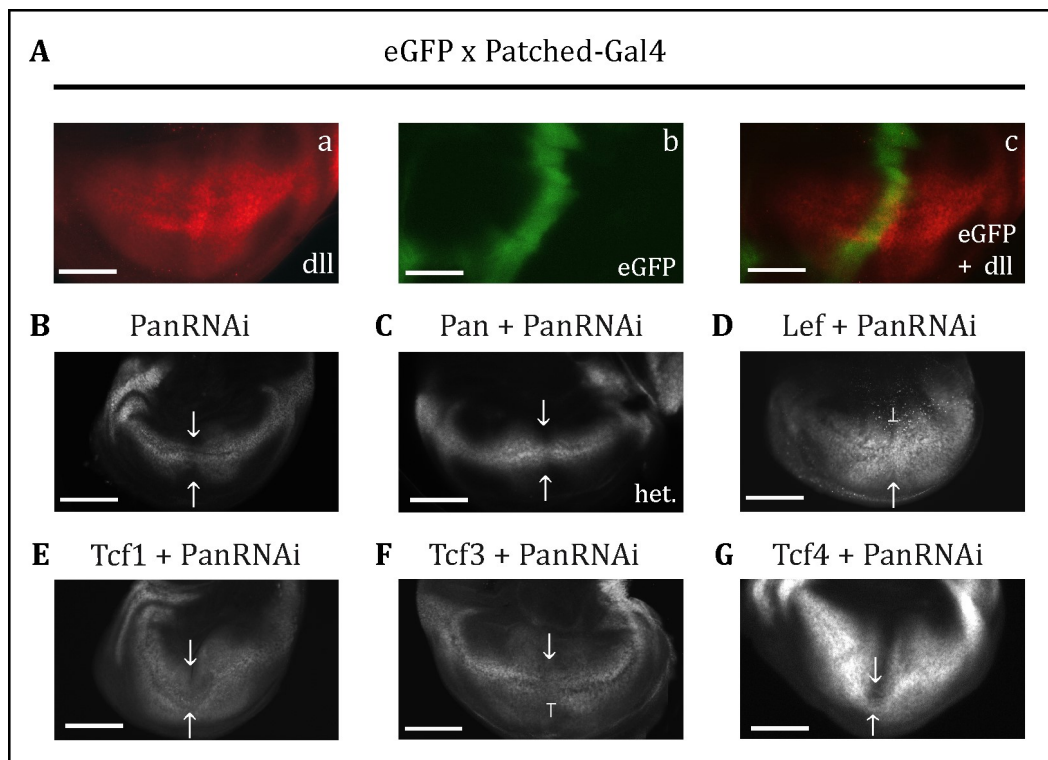 A
eGFP x Patched-Gal4
a
dll
b
eGFP
c
eGFP
+ dll
B PanRNAi
C Pan + PanRNAi
het.
D Lef + PanRNAi
E Tcf1 + PanRNAi
F Tcf3 + PanRNAi
G Tcf4 + PanRNAi